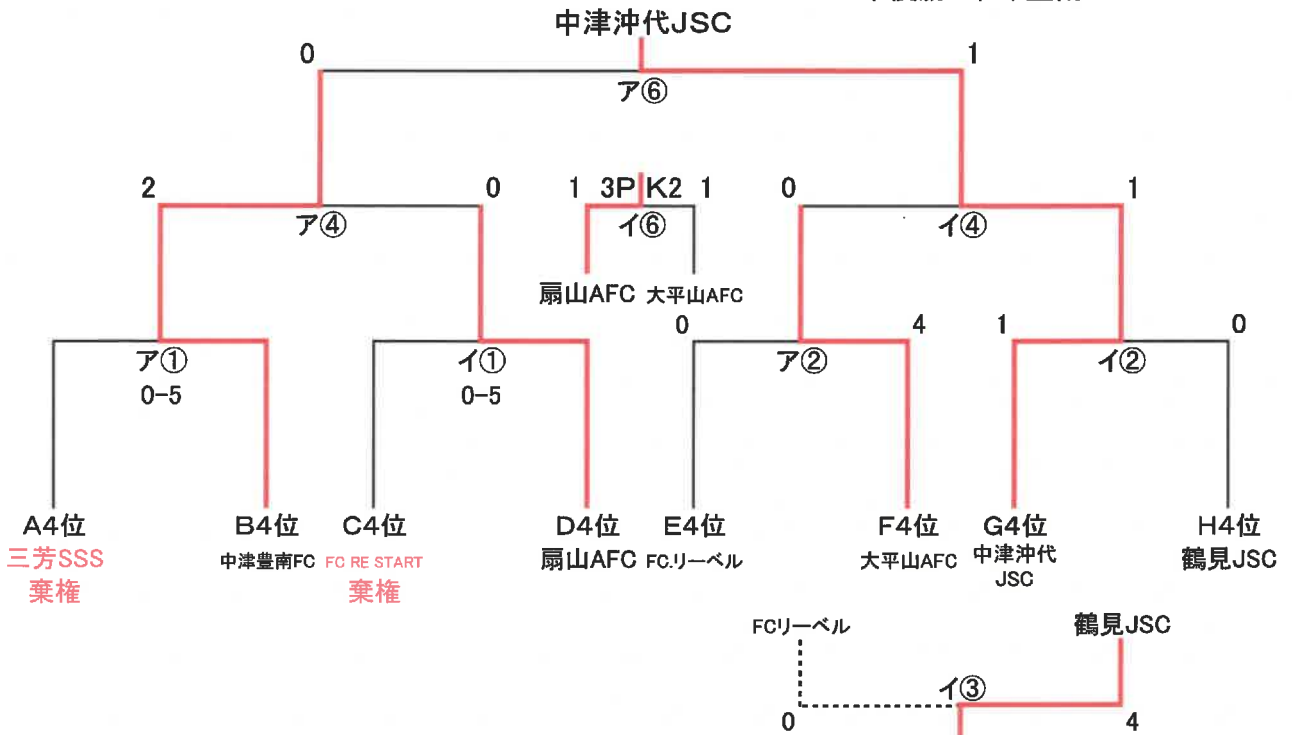 中津沖代JSC
0 1
ア⑥
2 0 1 3P K2 1 0 1
ア④ イ⑥ イ④
扇山AFC 大平山AFC
0 4 1 0
ア① イ① ア② イ②
0-5 0-5
A4位 B4位 C4位 D4位 E4位 F4位 G4位 H4位
三芳SSS 中津豊南FC FC RE START 扇山AFC FC.リーベル 大平山AFC 中津沖代 鶴見JSC
棄権 棄権 JSC
FCリーベル 鶴見JSC
イ③
0 4